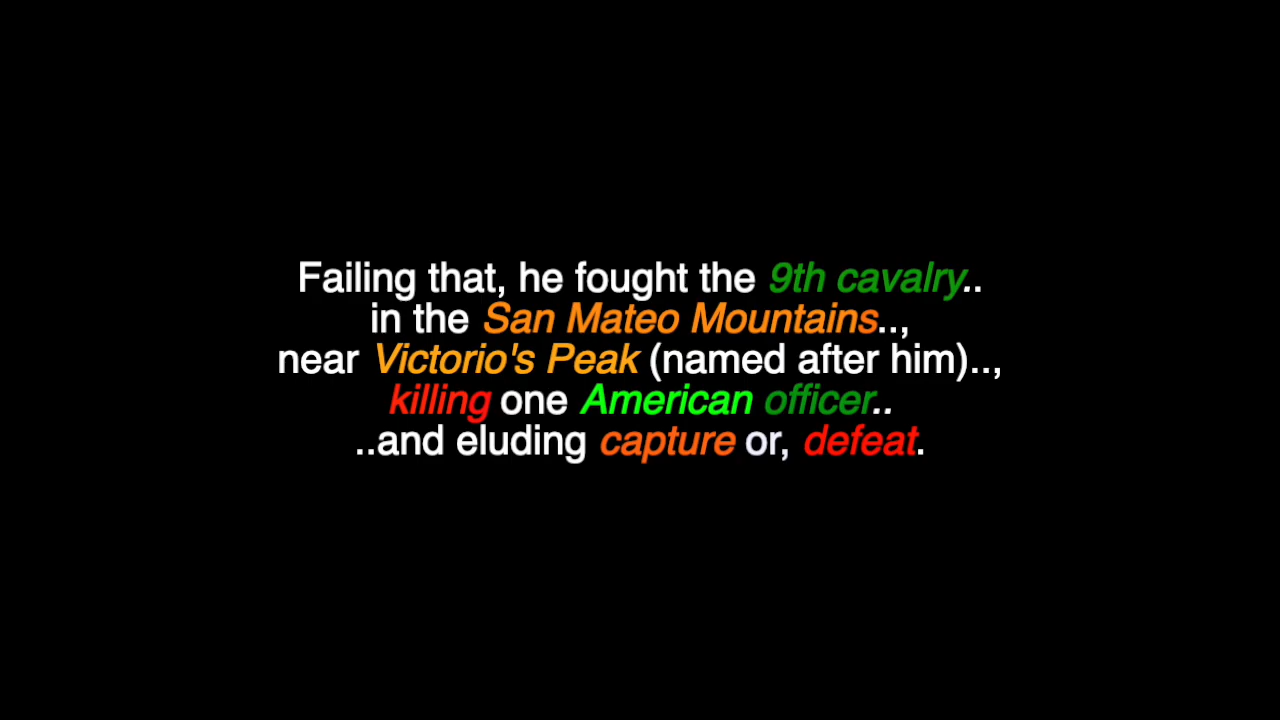 Failing that, he fought the 9th cavalry..
in the San Mateo Mountains..,
near Victorio's Peak (named after him)..,
killing one American officer..
..and eluding capture or, defeat.